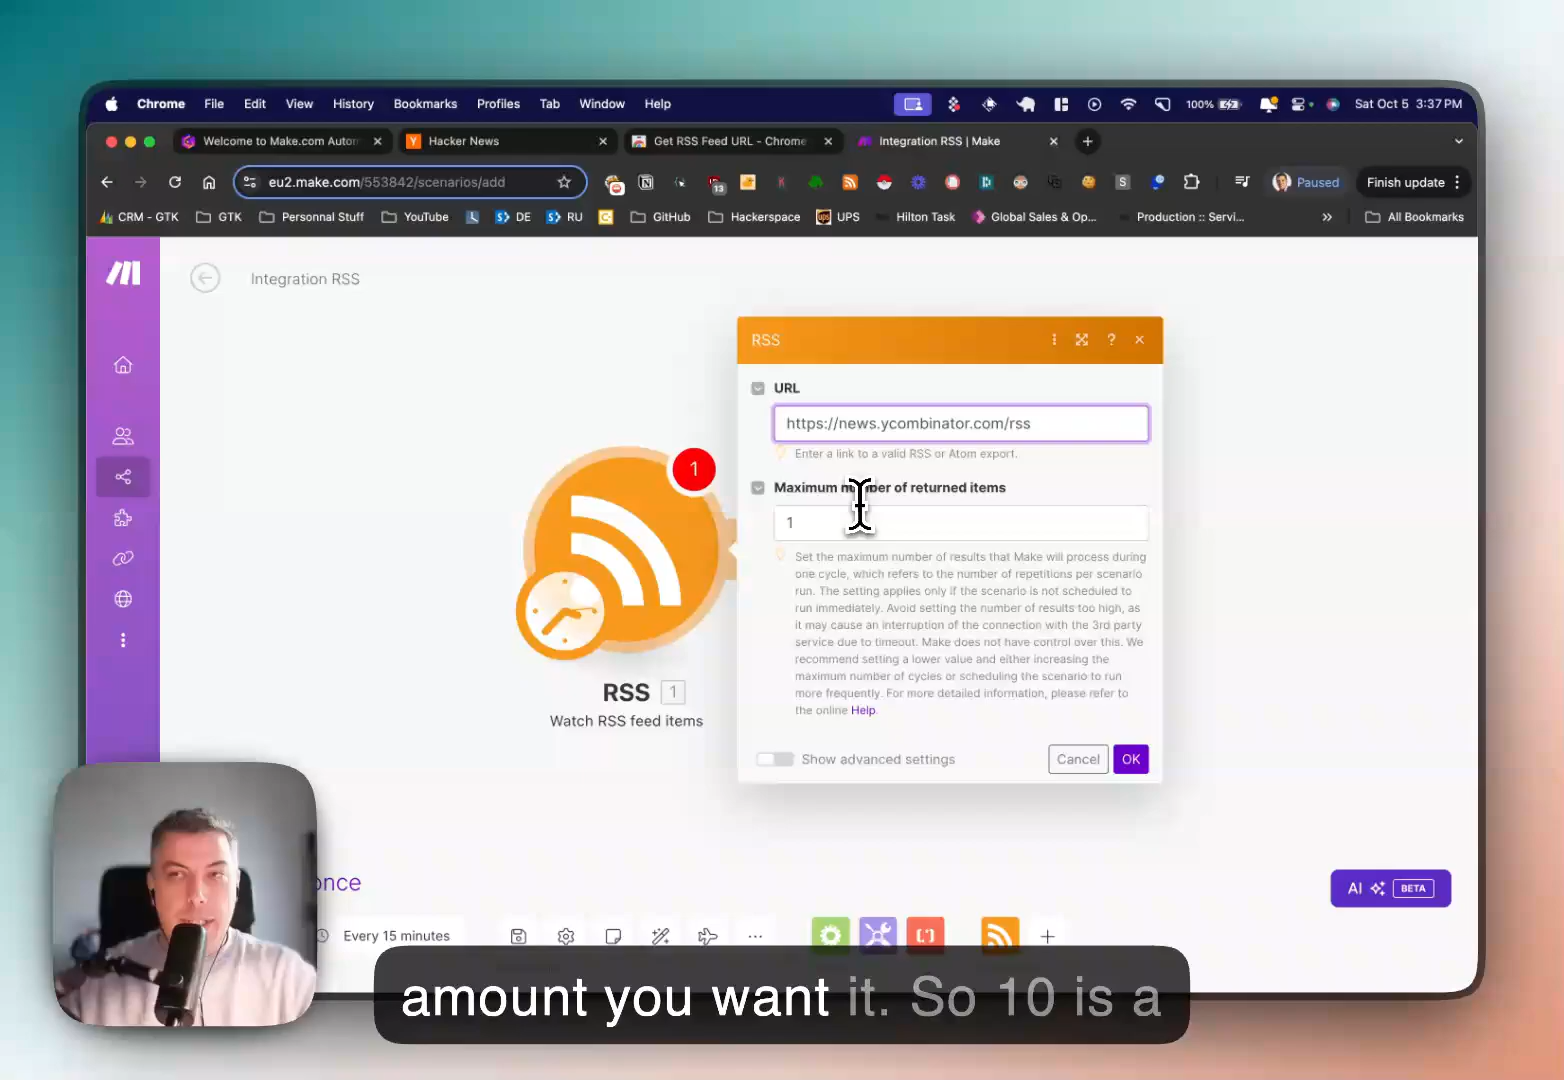 Chrome File Edit View History Bookmarks Profiles Tab Window Help 100% Sat Oct 5 3:37 PM
Welcome to Make.com Autom Hacker News Get RSS Feed URL - Chrome Integration RSS | Make
eu2.make.com/553842/scenarios/add 13 S Paused Finish update
CRM - GTK GTK Personnal Stuff YouTube DE RU GitHub Hackerspace UPS Hilton Task Global Sales & Op... Production :: Servi... » All Bookmarks
Integration RSS
RSS ?
URL
https://news.ycombinator.com/rss
Enter a link to a valid RSS or Atom export.
Maximum number of returned items
1
Set the maximum number of results that Make will process during
one cycle, which refers to the number of repetitions per scenario
run. The setting applies only if the scenario is not scheduled to
run immediately. Avoid setting the number of results too high, as
it may cause an interruption of the connection with the 3rd party
service due to timeout. Make does not have control over this. We
recommend setting a lower value and either increasing the
maximum number of cycles or scheduling the scenario to run
more frequently. For more detailed information, please refer to
the online Help.
Show advanced settings Cancel OK
1
RSS 1
Watch RSS feed items
once
Every 15 minutes
AI BETA
amount you want it. So 10 is a